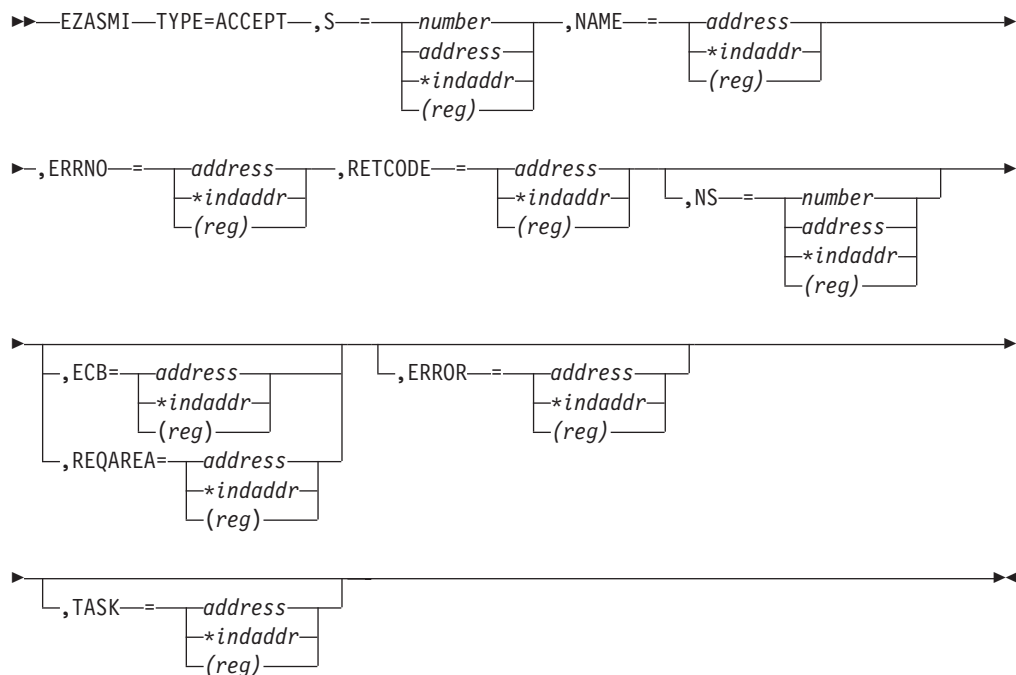 EZASMI TYPE=ACCEPT ,S = number ,NAME = address
address *indaddr
*indaddr (reg)
(reg)
,ERRNO = address ,RETCODE = address
*indaddr *indaddr ,NS = number
(reg) (reg) address
*indaddr
(reg)
,ECB= address ,ERROR = address
*indaddr *indaddr
(reg) (reg)
,REQAREA= address
*indaddr
(reg)
,TASK = address
*indaddr
(reg)